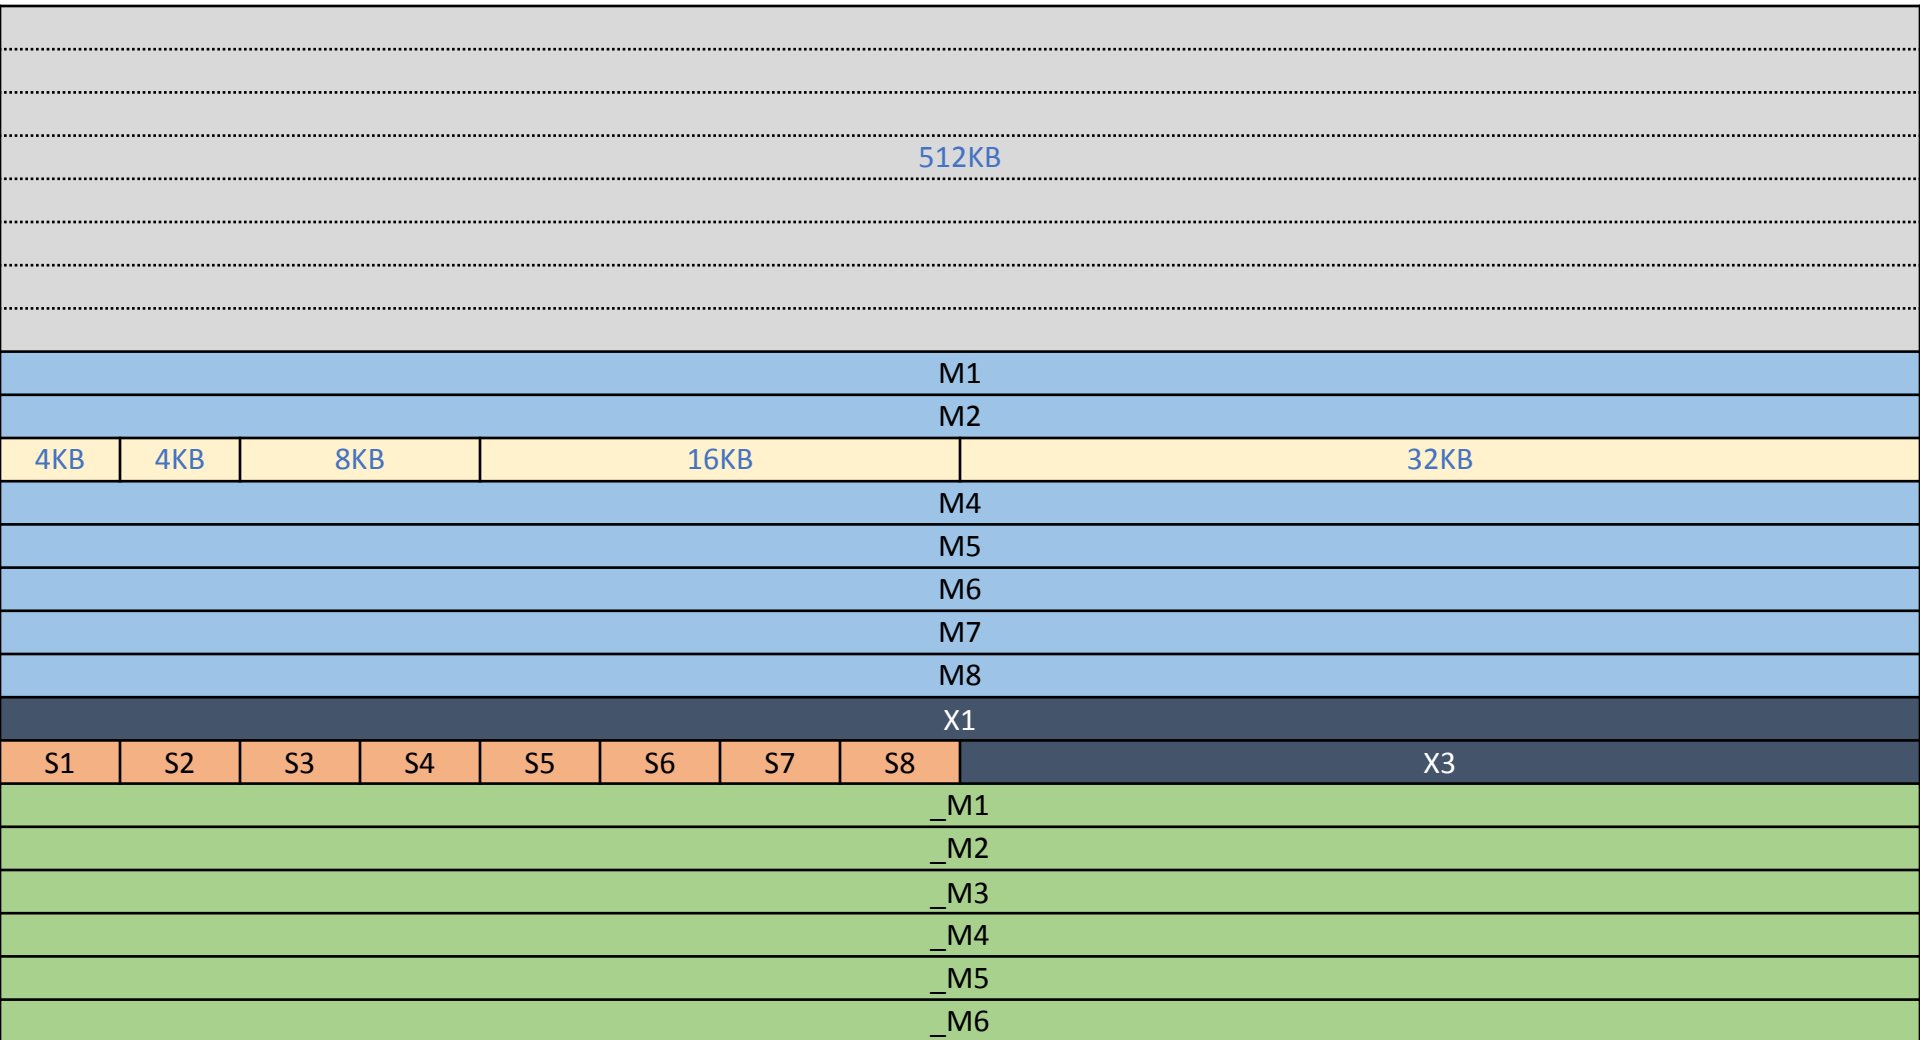 512KB
M1
M2
4KB 4KB 8KB 16KB 32KB
M4
M5
M6
M7
M8
X1
S1 S2 S3 S4 S5 S6 S7 S8 X3
_M1
_M2
_M3
_M4
_M5
_M6